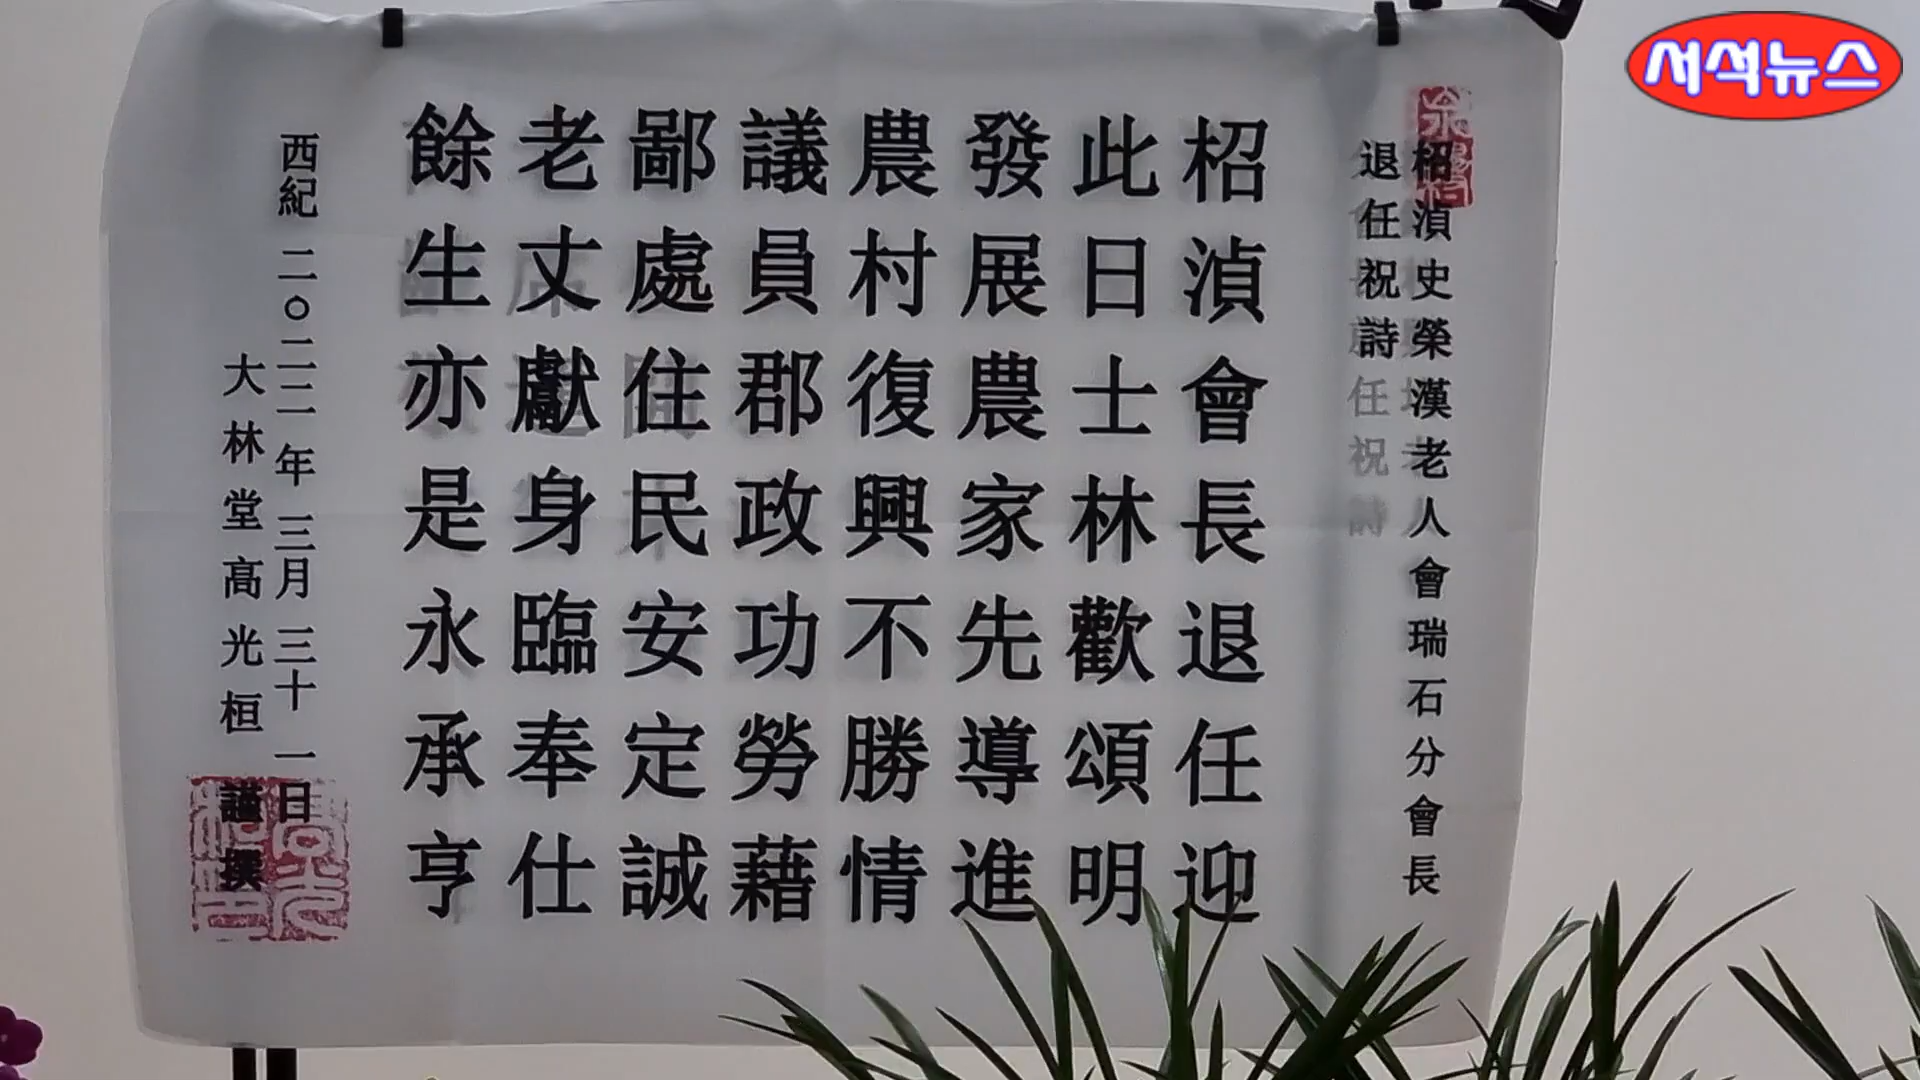 서석뉴스
柖滇史榮漢老人會瑞石分會長
退任祝詩
柖滇會長退任迎
此日士林歡頌明
發展農家先導進
農村復興不勝情
議員郡政功勞藉
鄙處住民安定誠
老丈獻身臨奉仕
餘生亦是永承亨
西紀 二〇二二年 三月 三十一日
大林堂高光桓 謹撰